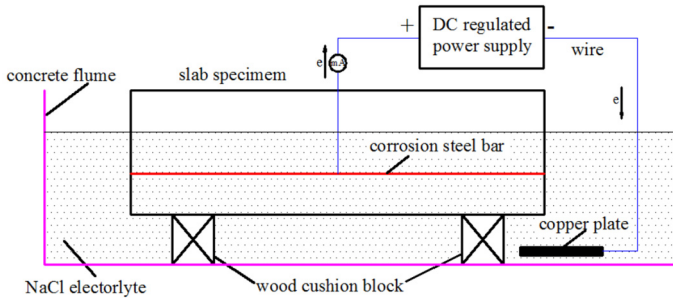 +
DC regulated
power supply
-
wire
concrete flume
slab specimem
e
mA
e
corrosion steel bar
copper plate
NaCl electorlyte
wood cushion block